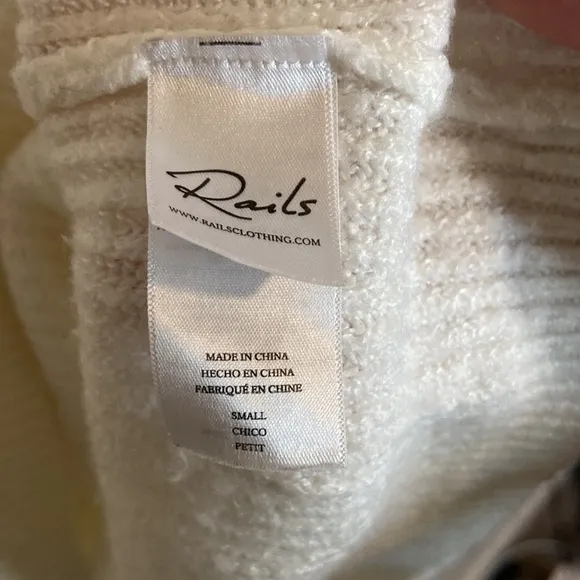 Rails
WWW.RAILSCLOTHING.COM
MADE IN CHINA
HECHO EN CHINA
FABRIQUÉ EN CHINE
SMALL
CHICO
PETIT